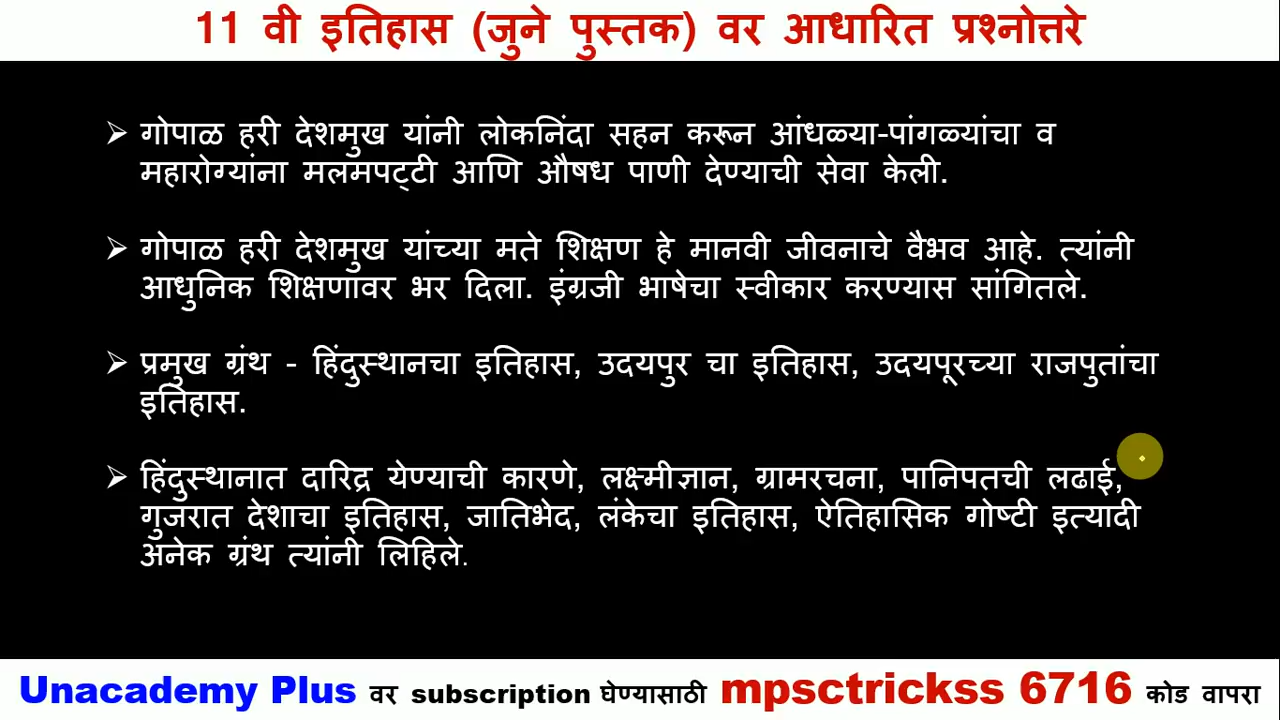 11 वी इतिहास (जुने पुस्तक) वर आधारित प्रश्नोत्तरे
➢ गोपाळ हरी देशमुख यांनी लोकनिंदा सहन करून आंधळ्या-पांगळ्यांचा व
महारोग्यांना मलमपट्टी आणि औषध पाणी देण्याची सेवा केली.
➢ गोपाळ हरी देशमुख यांच्या मते शिक्षण हे मानवी जीवनाचे वैभव आहे. त्यांनी
आधुनिक शिक्षणावर भर दिला. इंग्रजी भाषेचा स्वीकार करण्यास सांगितले.
➢ प्रमुख ग्रंथ - हिंदुस्थानचा इतिहास, उदयपुर चा इतिहास, उदयपूरच्या राजपुतांचा
इतिहास.
➢ हिंदुस्थानात दारिद्र येण्याची कारणे, लक्ष्मीज्ञान, ग्रामरचना, पानिपतची लढाई,
गुजरात देशाचा इतिहास, जातिभेद, लंकेचा इतिहास, ऐतिहासिक गोष्टी इत्यादी
अनेक ग्रंथ त्यांनी लिहिले.
Unacademy Plus वर subscription घेण्यासाठी mpsctrickss 6716 कोड वापरा